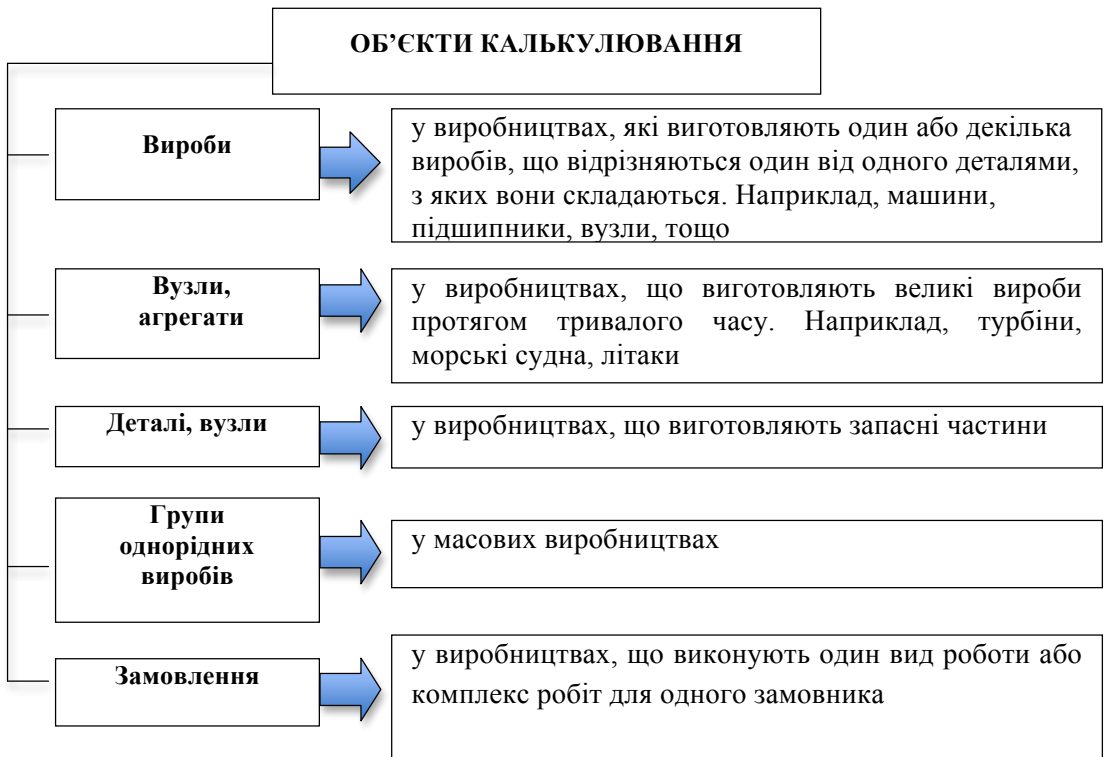 ОБ’ЄКТИ КАЛЬКУЛЮВАННЯ
Вироби
у виробництвах, які виготовляють один або декілька
виробів, що відрізняються один від одного деталями,
з яких вони складаються. Наприклад, машини,
підшипники, вузли, тощо
Вузли,
агрегати
у виробництвах, що виготовляють великі вироби
протягом тривалого часу. Наприклад, турбіни,
морські судна, літаки
Деталі, вузли
у виробництвах, що виготовляють запасні частини
Групи
однорідних
виробів
у масових виробництвах
Замовлення
у виробництвах, що виконують один вид роботи або
комплекс робіт для одного замовника